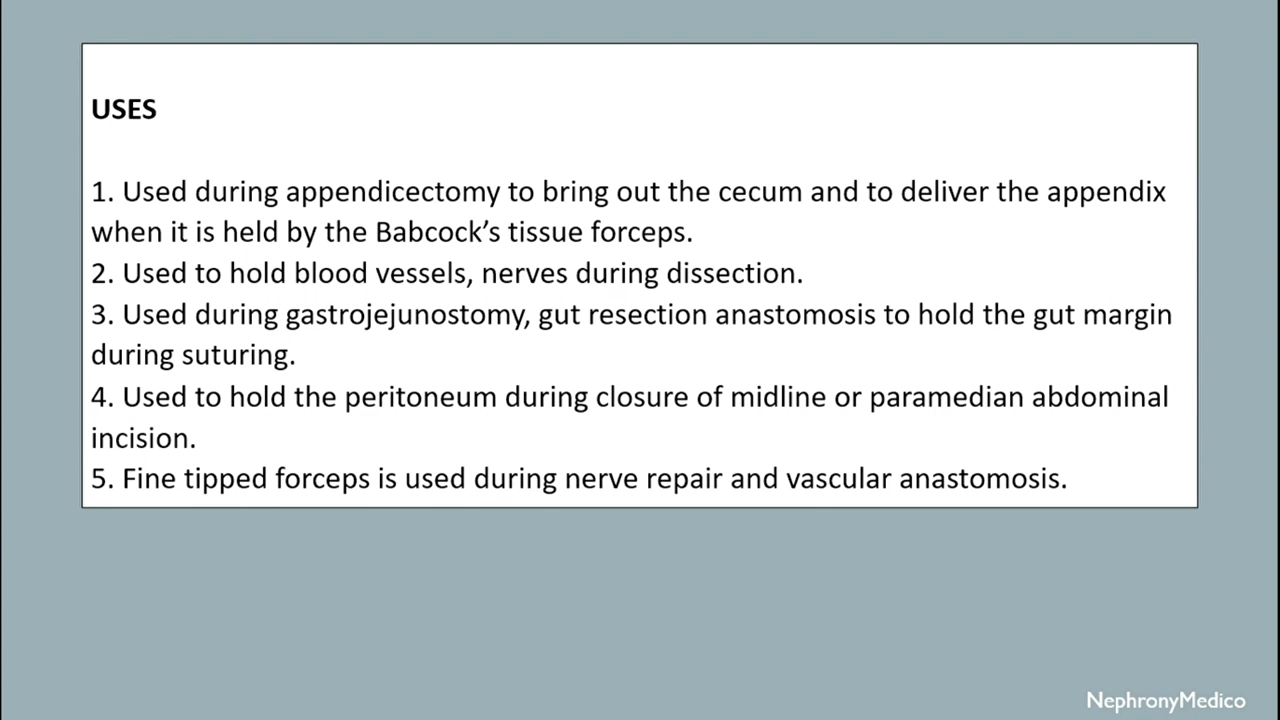 USES
1. Used during appendicectomy to bring out the cecum and to deliver the appendix
when it is held by the Babcock’s tissue forceps.
2. Used to hold blood vessels, nerves during dissection.
3. Used during gastrojejunostomy, gut resection anastomosis to hold the gut margin
during suturing.
4. Used to hold the peritoneum during closure of midline or paramedian abdominal
incision.
5. Fine tipped forceps is used during nerve repair and vascular anastomosis.
NephronyMedico